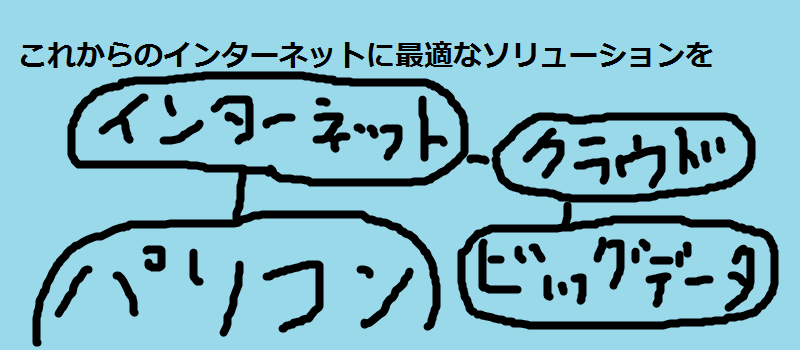 これからのインターネットに最適なソリューションを
インターネット
クラウド
パソコン
ビッグデータ